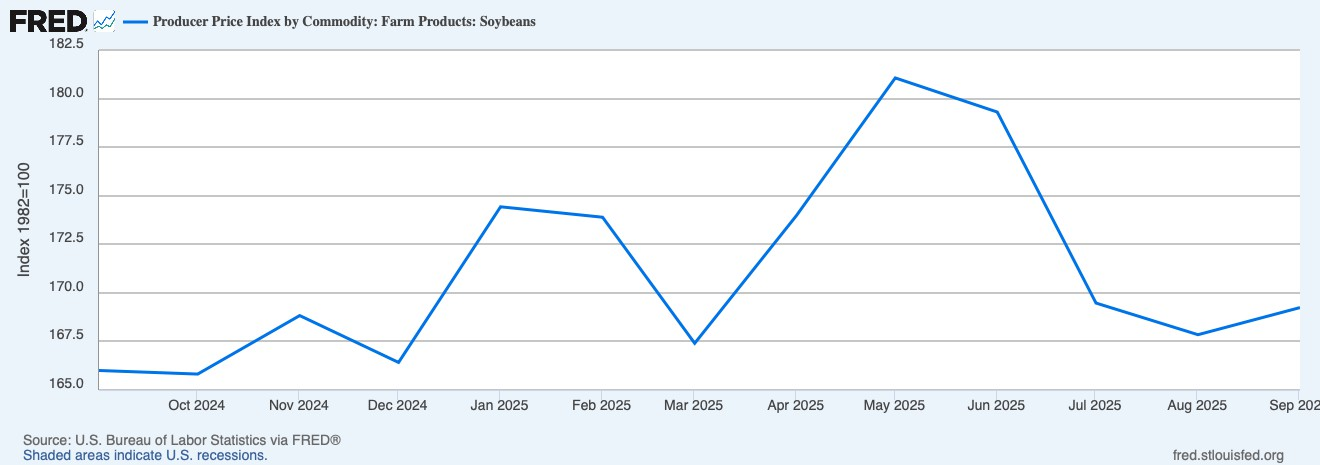 FRED Producer Price Index by Commodity: Farm Products: Soybeans
182.5
180.0
177.5
175.0
172.5
170.0
167.5
165.0
Index 1982=100
Oct 2024 Nov 2024 Dec 2024 Jan 2025 Feb 2025 Mar 2025 Apr 2025 May 2025 Jun 2025 Jul 2025 Aug 2025 Sep 202
Source: U.S. Bureau of Labor Statistics via FRED®
Shaded areas indicate U.S. recessions.
fred.stlouisfed.org